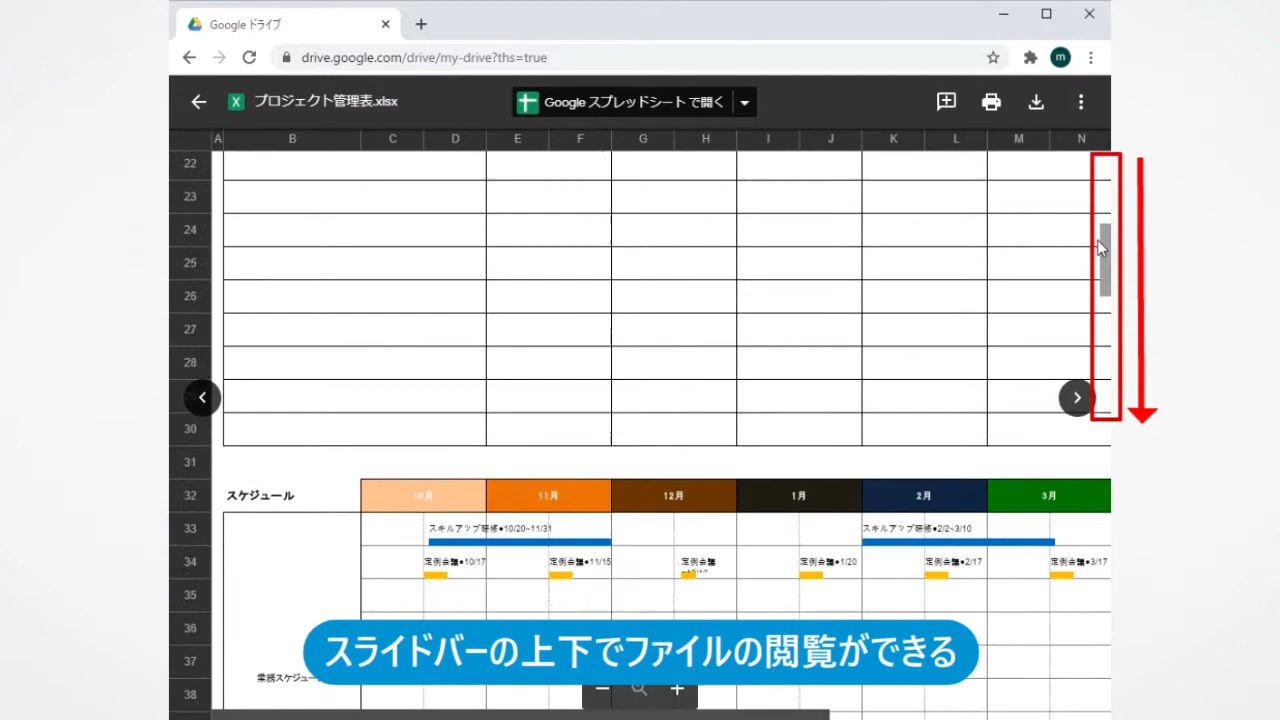 Google ドライブ
drive.google.com/drive/my-drive?ths=true
m
X プロジェクト管理表.xlsx
Google スプレッドシート で開く
A B C D E F G H I J K L M N
22
23
24
25
26
27
28
30
31
32 スケジュール 10月 11月 12月 1月 2月 3月
33 スキルアップ研修●10/20~11/31 スキルアップ研修●2/2~3/10
34 定例会議●10/17 定例会議●11/15 定例会議 定例会議●1/20 定例会議●2/17 定例会議●3/17
35
36
スライドバーの上下でファイルの閲覧ができる
37
業務スケジュー
38